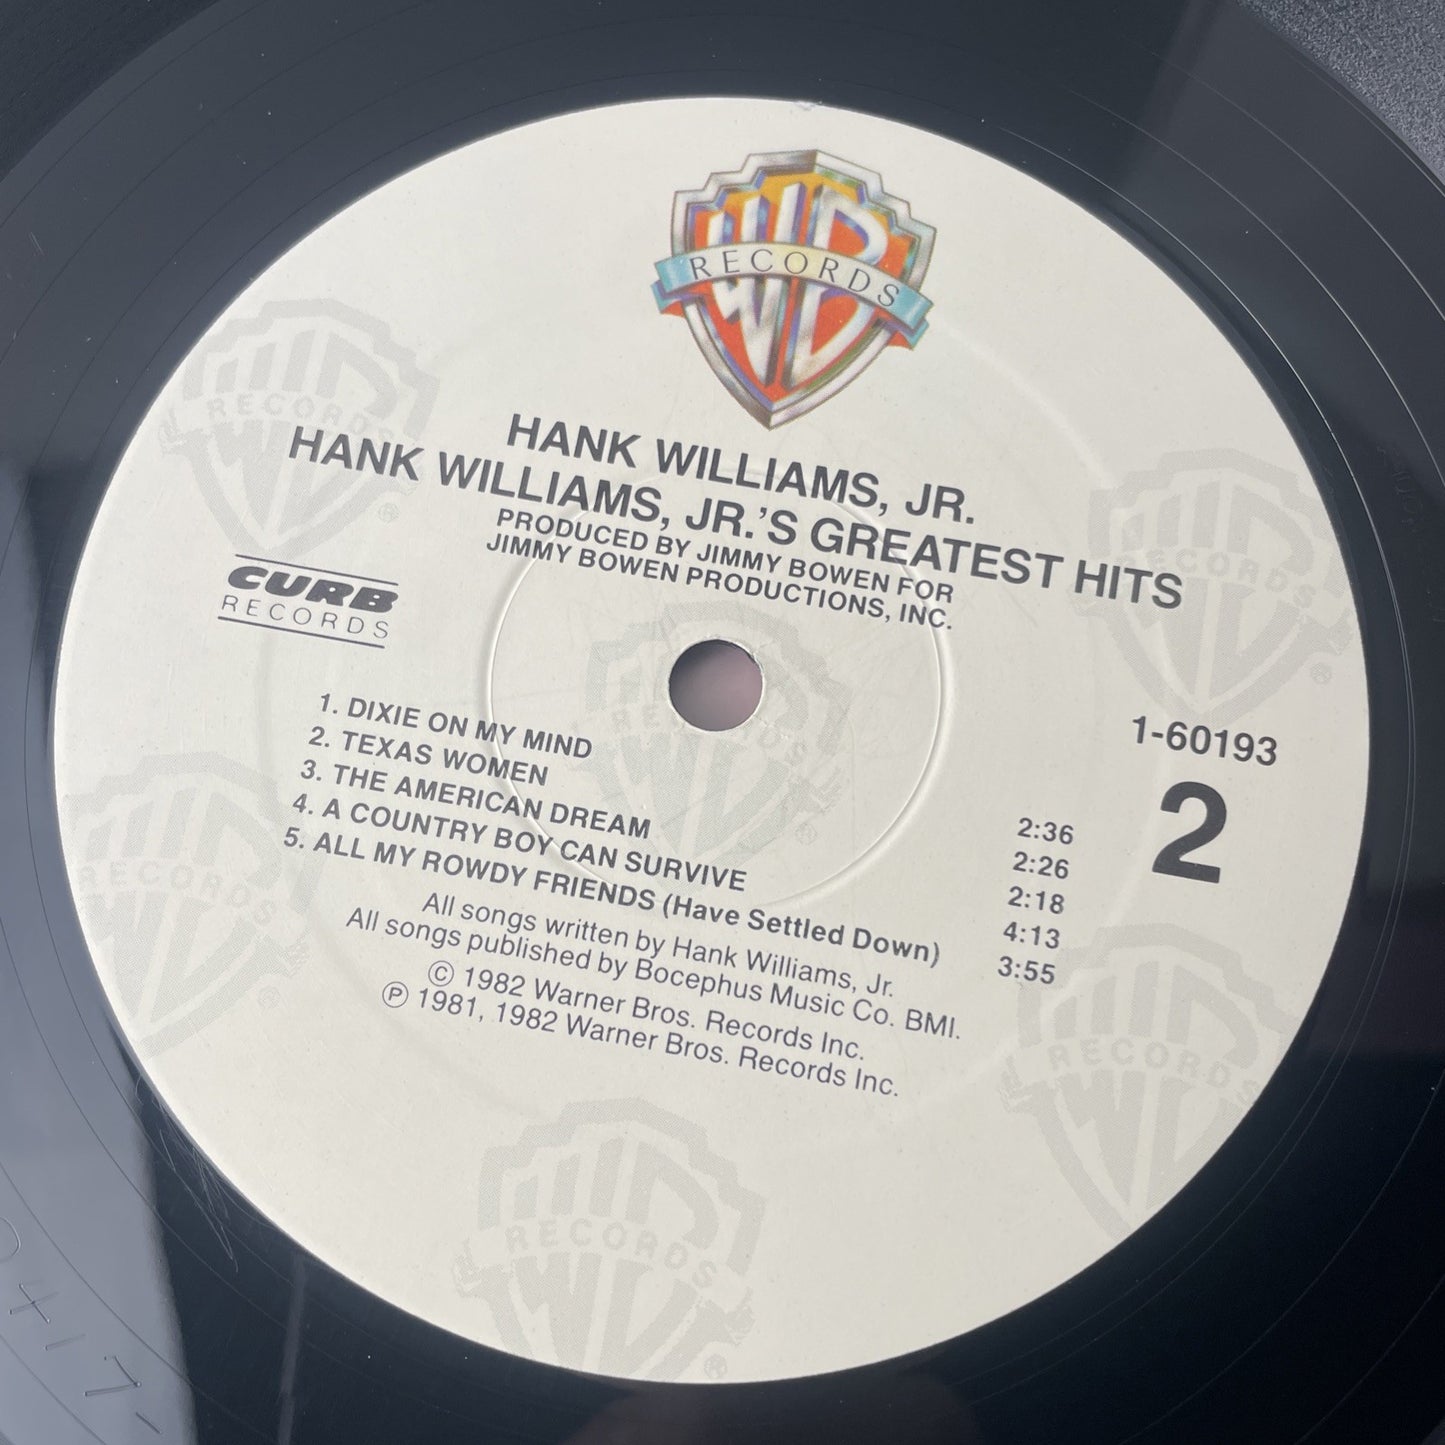 WB
RECORDS
HANK WILLIAMS, JR.
HANK WILLIAMS, JR.'S GREATEST HITS
PRODUCED BY JIMMY BOWEN FOR
JIMMY BOWEN PRODUCTIONS, INC.
CURB
RECORDS
1-60193
2
1. DIXIE ON MY MIND 2:36
2. TEXAS WOMEN 2:26
3. THE AMERICAN DREAM 2:18
4. A COUNTRY BOY CAN SURVIVE 4:13
5. ALL MY ROWDY FRIENDS (Have Settled Down) 3:55
All songs written by Hank Williams, Jr.
All songs published by Bocephus Music Co. BMI.
© 1982 Warner Bros. Records Inc.
℗ 1981, 1982 Warner Bros. Records Inc.